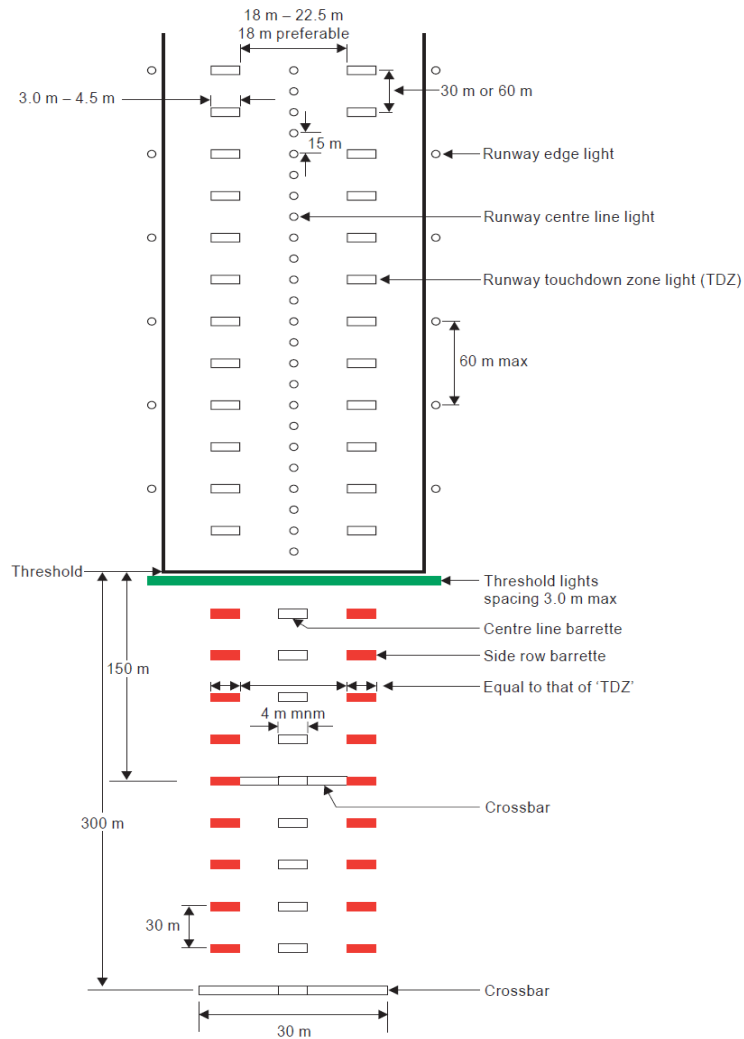 18 m – 22.5 m
18 m preferable
3.0 m – 4.5 m
30 m or 60 m
15 m
Runway edge light
Runway centre line light
Runway touchdown zone light (TDZ)
60 m max
Threshold
Threshold lights
spacing 3.0 m max
Centre line barrette
Side row barrette
150 m
Equal to that of ‘TDZ’
4 m mnm
Crossbar
300 m
30 m
Crossbar
30 m